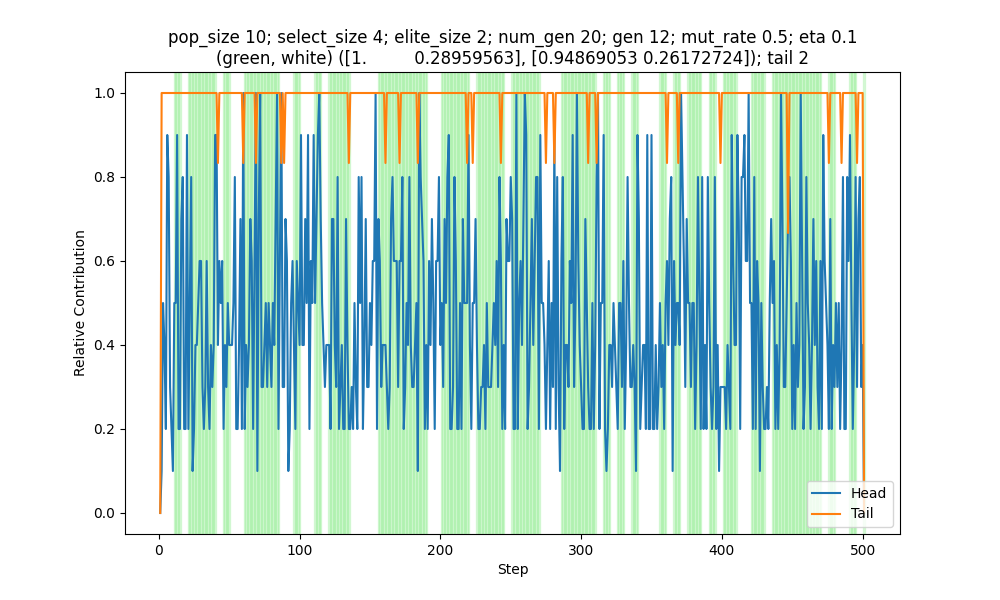 pop_size 10; select_size 4; elite_size 2; num_gen 20; gen 12; mut_rate 0.5; eta 0.1
(green, white) ([1.         0.28959563], [0.94869053 0.26172724]); tail 2
1.0
0.8
0.6
0.4
0.2
0.0
Relative Contribution
Head
Tail
0
100
200
300
400
500
Step